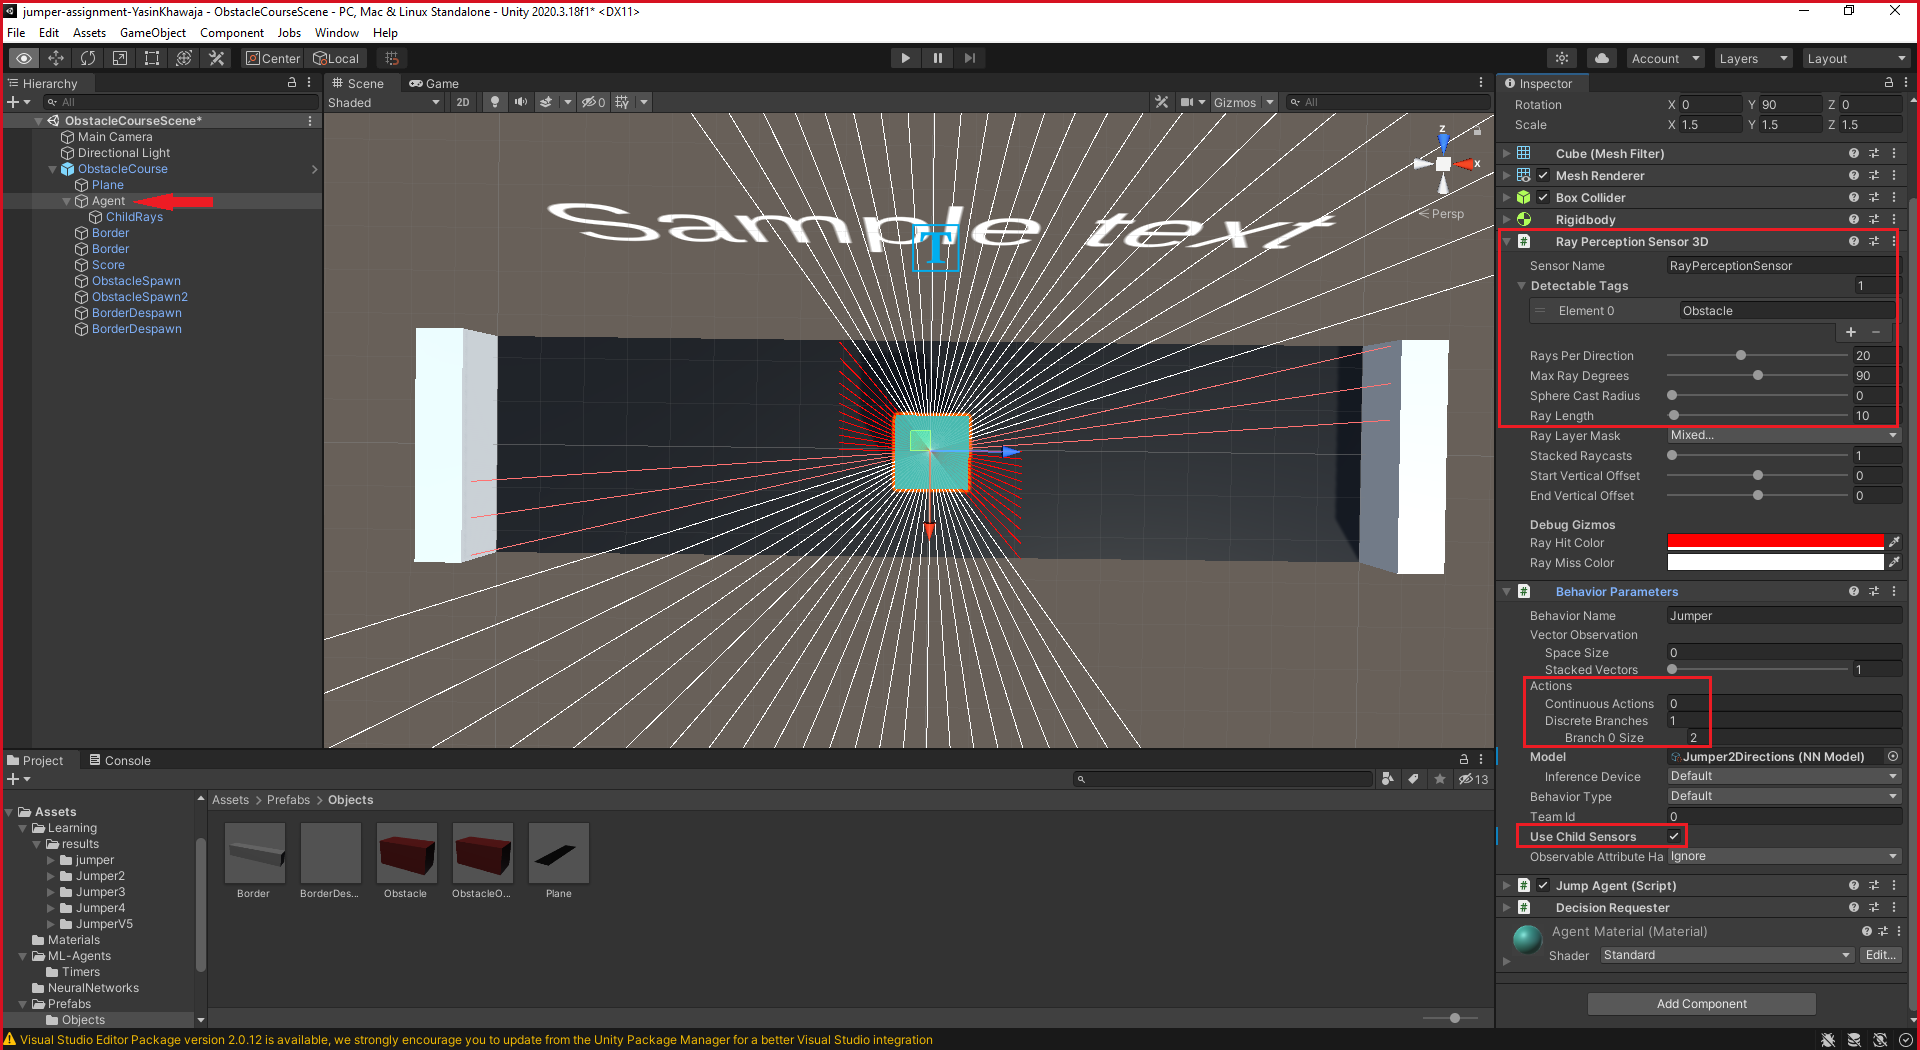 jumper-assignment-YasinKhawaja - ObstacleCourseScene - PC, Mac & Linux Standalone - Unity 2020.3.18f1* <DX11>
File Edit Assets GameObject Component Jobs Window Help
Center Local Account Layers Layout
Hierarchy
All
ObstacleCourseScene*
Main Camera
Directional Light
ObstacleCourse
Plane
Agent
ChildRays
Border
Border
Score
ObstacleSpawn
ObstacleSpawn2
BorderDespawn
BorderDespawn
Scene Game
Shaded 2D 0 Gizmos All
Sample text
T
z
x
Persp
Inspector
Rotation X 0 Y 90 Z 0
Scale X 1.5 Y 1.5 Z 1.5
Cube (Mesh Filter)
Mesh Renderer
Box Collider
Rigidbody
# Ray Perception Sensor 3D
Sensor Name RayPerceptionSensor
Detectable Tags 1
= Element 0 Obstacle
+ −
Rays Per Direction 20
Max Ray Degrees 90
Sphere Cast Radius 0
Ray Length 10
Ray Layer Mask Mixed...
Stacked Raycasts 1
Start Vertical Offset 0
End Vertical Offset 0
Debug Gizmos
Ray Hit Color
Ray Miss Color
# Behavior Parameters
Behavior Name Jumper
Vector Observation
Space Size 0
Stacked Vectors 1
Actions
Continuous Actions 0
Discrete Branches 1
Branch 0 Size 2
Model Jumper2Directions (NN Model)
Inference Device Default
Behavior Type Default
Team Id 0
Use Child Sensors
Observable Attribute Ha Ignore
# Jump Agent (Script)
# Decision Requester
Agent Material (Material)
Shader Standard Edit...
Add Component
Project Console
13
Assets
Learning
results
jumper
Jumper2
Jumper3
Jumper4
JumperV5
Materials
ML-Agents
Timers
NeuralNetworks
Prefabs
Objects
Assets > Prefabs > Objects
Border BorderDes... Obstacle ObstacleO... Plane
Visual Studio Editor Package version 2.0.12 is available, we strongly encourage you to update from the Unity Package Manager for a better Visual Studio integration